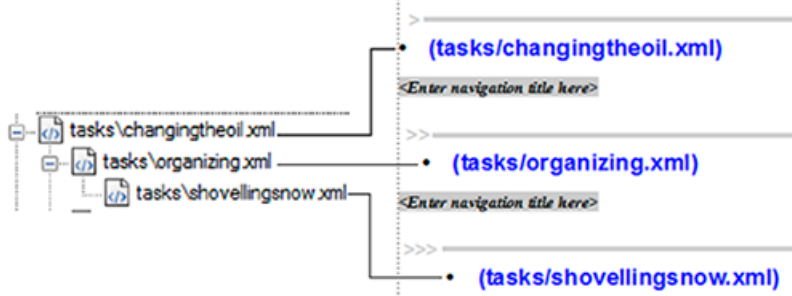 >
(tasks/changingtheoil.xml)
<Enter navigation title here>
tasks\changingtheoil.xml
>>
tasks\organizing.xml
(tasks/organizing.xml)
tasks\shovellingsnow.xml
<Enter navigation title here>
>>>
(tasks/shovellingsnow.xml)